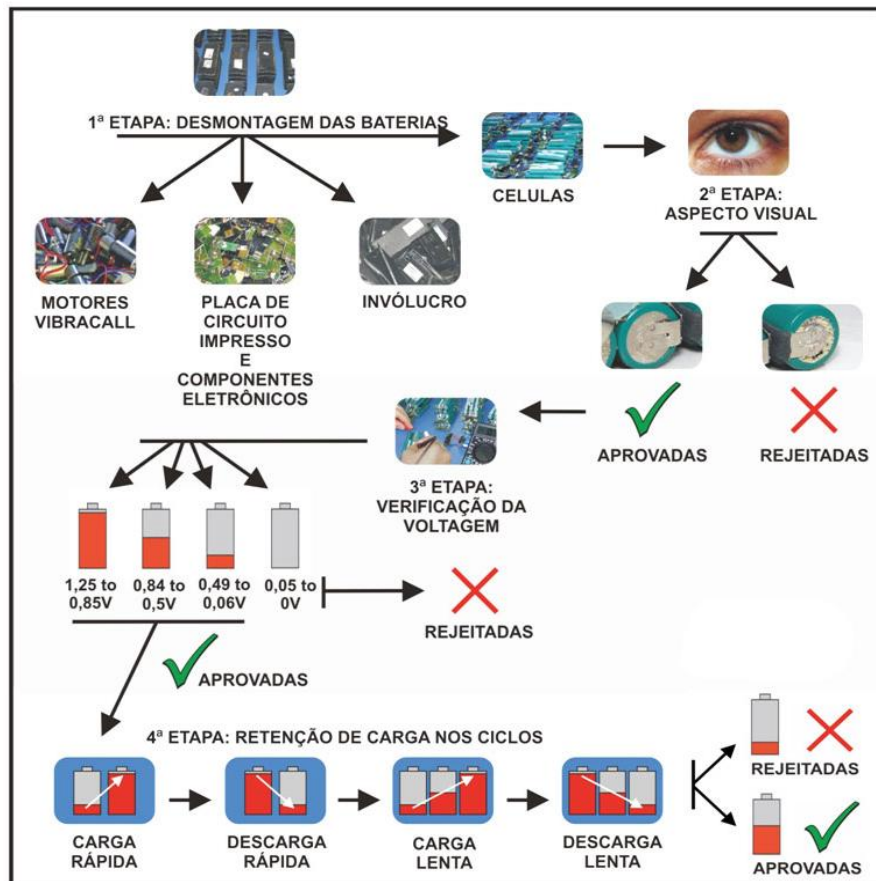 1ª ETAPA: DESMONTAGEM DAS BATERIAS
CELULAS
2ª ETAPA:
ASPECTO VISUAL
MOTORES
VIBRACALL
PLACA DE
CIRCUITO
IMPRESSO
E
COMPONENTES
ELETRÔNICOS
INVÓLUCRO
APROVADAS
REJEITADAS
3ª ETAPA:
VERIFICAÇÃO DA
VOLTAGEM
1,25 to
0,85V
0,84 to
0,5V
0,49 to
0,06V
0,05 to
0V
REJEITADAS
APROVADAS
4ª ETAPA: RETENÇÃO DE CARGA NOS CICLOS
CARGA
RÁPIDA
DESCARGA
RÁPIDA
CARGA
LENTA
DESCARGA
LENTA
REJEITADAS
APROVADAS